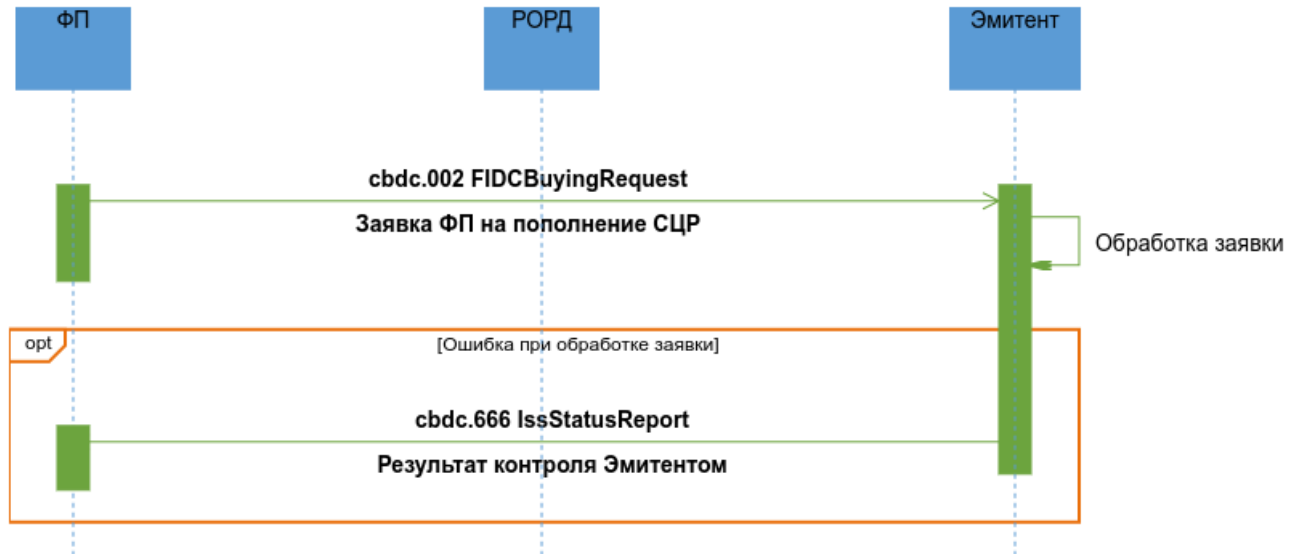 ФП
РОРД
Эмитент
cbdc.002 FIDCBuyingRequest
Заявка ФП на пополнение СЦР
Обработка заявки
opt
[Ошибка при обработке заявки]
cbdc.666 IssStatusReport
Результат контроля Эмитентом